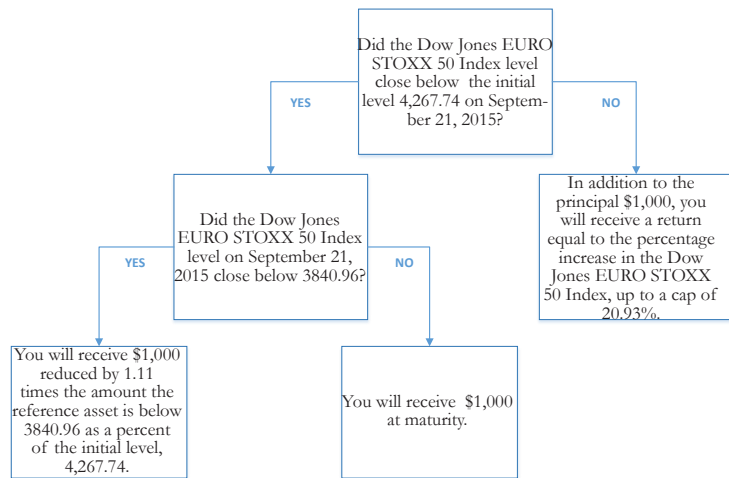 Did the Dow Jones EURO
STOXX 50 Index level
close below the initial
level 4,267.74 on Septem-
ber 21, 2015?
YES
NO
Did the Dow Jones
EURO STOXX 50 Index
level on September 21,
2015 close below 3840.96?
In addition to the
principal $1,000, you
will receive a return
equal to the percentage
increase in the Dow
Jones EURO STOXX
50 Index, up to a cap of
20.93%.
YES
NO
You will receive $1,000
reduced by 1.11
times the amount the
reference asset is below
3840.96 as a percent
of the initial level,
4,267.74.
You will receive $1,000
at maturity.